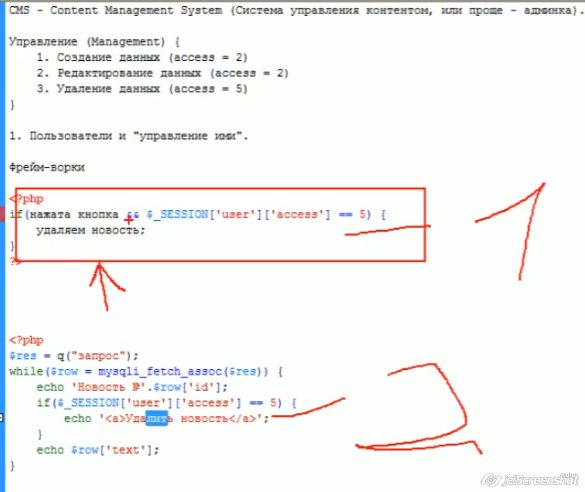 CMS - Content Management System (Система управления контентом, или проще - админка).
Управление (Management) {
1. Создание данных (access = 2)
2. Редактирование данных (access = 2)
3. Удаление данных (access = 5)
}
1. Пользователи и "управление ими".
Фрейм-ворки
<?php
if(нажата кнопка && $_SESSION['user']['access'] == 5) {
удаляем новость;
}
?>
1
<?php
$res = q("запрос");
while($row = mysqli_fetch_assoc($res)) {
echo 'Новость №'.$row['id'];
if($_SESSION['user']['access'] == 5) {
echo '<a>Удалить новость</a>';
}
echo $row['text'];
}
2
jetScreenshot